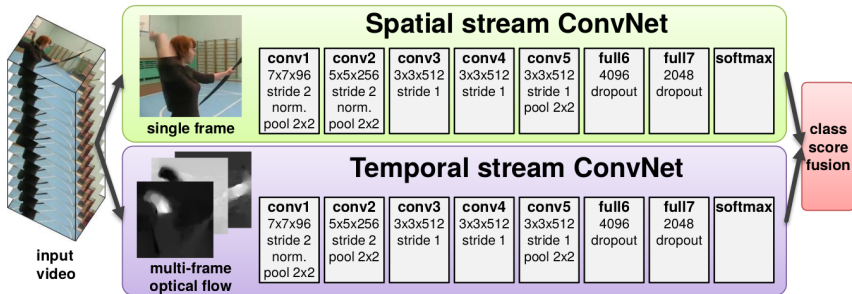 Spatial stream ConvNet
single frame
conv1
7x7x96
stride 2
norm.
pool 2x2
conv2
5x5x256
stride 2
norm.
pool 2x2
conv3
3x3x512
stride 1
conv4
3x3x512
stride 1
conv5
3x3x512
stride 1
pool 2x2
full6
4096
dropout
full7
2048
dropout
softmax
Temporal stream ConvNet
input
video
multi-frame
optical flow
conv1
7x7x96
stride 2
norm.
pool 2x2
conv2
5x5x256
stride 2
pool 2x2
conv3
3x3x512
stride 1
conv4
3x3x512
stride 1
conv5
3x3x512
stride 1
pool 2x2
full6
4096
dropout
full7
2048
dropout
softmax
class
score
fusion